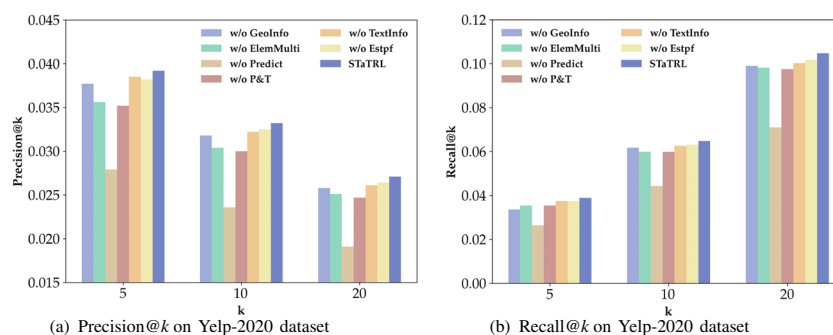 0.045
0.040
0.035
0.030
0.025
0.020
0.015
Precision@k
w/o GeoInfo
w/o ElemMulti
w/o Predict
w/o P&T
w/o TextInfo
w/o Estpf
STaTRL
5 10 20
k
(a) Precision@k on Yelp-2020 dataset
0.12
0.10
0.08
0.06
0.04
0.02
0.00
Recall@k
w/o GeoInfo
w/o ElemMulti
w/o Predict
w/o P&T
w/o TextInfo
w/o Estpf
STaTRL
5 10 20
k
(b) Recall@k on Yelp-2020 dataset